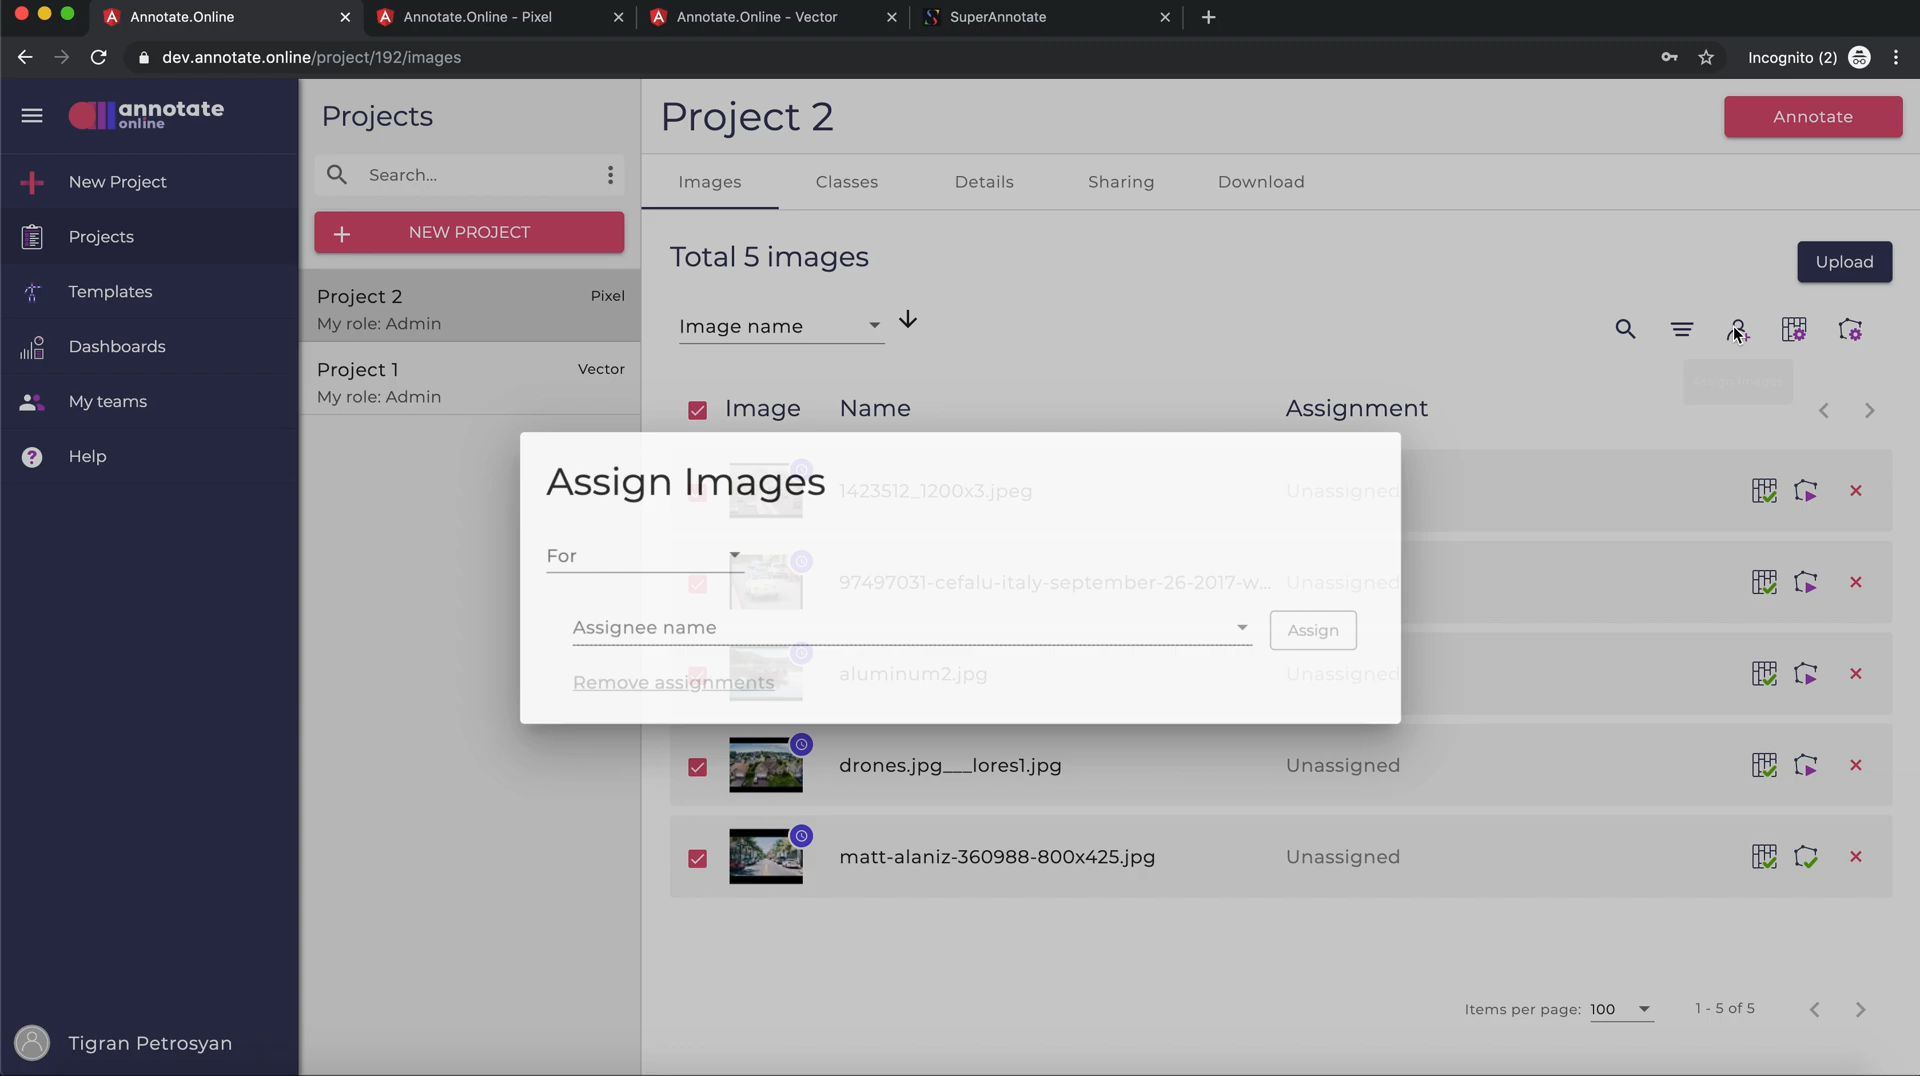 Annotate.Online
Annotate.Online - Pixel
Annotate.Online - Vector
SuperAnnotate
dev.annotate.online/project/192/images
Incognito (2)
annotate
online
Projects
Project 2
Annotate
New Project
Search...
Images
Classes
Details
Sharing
Download
Projects
NEW PROJECT
Total 5 images
Upload
Templates
Project 2
Pixel
My role: Admin
Image name
Dashboards
Project 1
Vector
My role: Admin
My teams
Image
Name
Assignment
Help
Assign Images
1423512_1200x3.jpeg
Unassigned
For
97497031-cefalu-italy-september-26-2017-w...
Unassigned
Assignee name
Assign
Remove assignments
aluminum2.jpg
Unassigned
drones.jpg___lores1.jpg
Unassigned
matt-alaniz-360988-800x425.jpg
Unassigned
Items per page:
100
1 - 5 of 5
Tigran Petrosyan